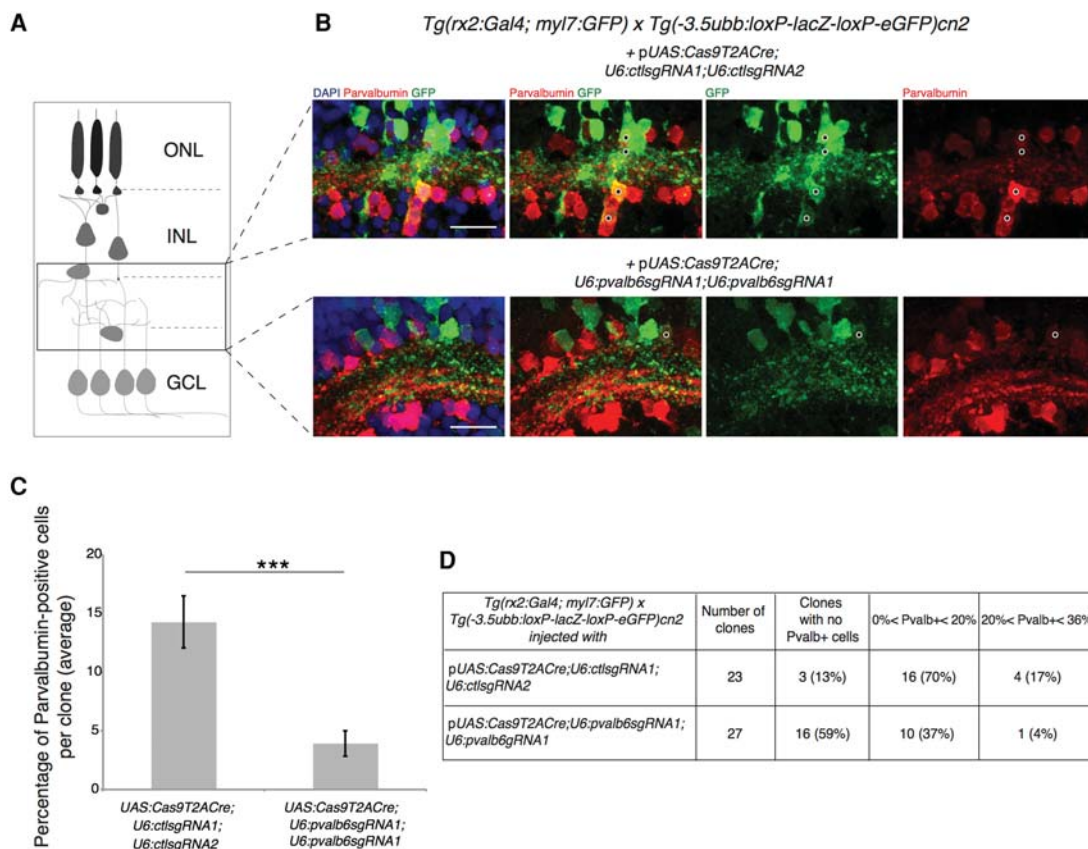 A
B
Tg(rx2:Gal4; myl7:GFP) x Tg(-3.5ubb:loxP-lacZ-loxP-eGFP)cn2
+ pUAS:Cas9T2ACre;
U6:ctlsgRNA1;U6:ctlsgRNA2
DAPI Parvalbumin GFP
Parvalbumin GFP
GFP
Parvalbumin
ONL
INL
GCL
+ pUAS:Cas9T2ACre;
U6:pvalb6sgRNA1;U6:pvalb6sgRNA1
C
Percentage of Parvalbumin-positive cells
per clone (average)
20
15
10
5
0
***
UAS:Cas9T2ACre;
U6:ctlsgRNA1;
U6:ctlsgRNA2
UAS:Cas9T2ACre;
U6:pvalb6sgRNA1;
U6:pvalb6sgRNA1
D
Tg(rx2:Gal4; myl7:GFP) x
Tg(-3.5ubb:loxP-lacZ-loxP-eGFP)cn2
injected with
Number of
clones
Clones
with no
Pvalb+ cells
0%< Pvalb+< 20%
20%< Pvalb+< 36%
pUAS:Cas9T2ACre;U6:ctlsgRNA1;
U6:ctlsgRNA2
23
3 (13%)
16 (70%)
4 (17%)
pUAS:Cas9T2ACre;U6:pvalb6sgRNA1;
U6:pvalb6gRNA1
27
16 (59%)
10 (37%)
1 (4%)